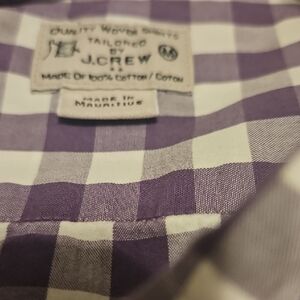 QUALITY WOVEN SHIRTS
TAILORED
BY
J.CREW
M
MADE OF 100% COTTON / COTON
MADE IN
MAURITIUS